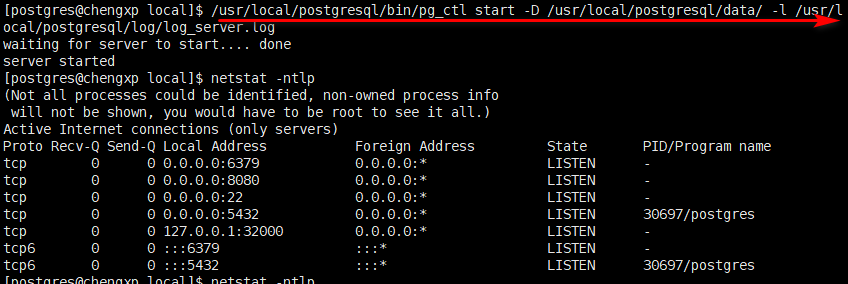 [postgres@chengxp local]$ /usr/local/postgresql/bin/pg_ctl start -D /usr/local/postgresql/data/ -l /usr/l
ocal/postgresql/log/log_server.log
waiting for server to start.... done
server started
[postgres@chengxp local]$ netstat -ntlp
(Not all processes could be identified, non-owned process info
 will not be shown, you would have to be root to see it all.)
Active Internet connections (only servers)
Proto Recv-Q Send-Q Local Address           Foreign Address         State       PID/Program name
tcp        0      0 0.0.0.0:6379            0.0.0.0:*               LISTEN      -
tcp        0      0 0.0.0.0:8080            0.0.0.0:*               LISTEN      -
tcp        0      0 0.0.0.0:22              0.0.0.0:*               LISTEN      -
tcp        0      0 0.0.0.0:5432            0.0.0.0:*               LISTEN      30697/postgres
tcp        0      0 127.0.0.1:32000         0.0.0.0:*               LISTEN      -
tcp6       0      0 :::6379                 :::*                    LISTEN      -
tcp6       0      0 :::5432                 :::*                    LISTEN      30697/postgres
[postgres@chengxp local]$ netstat -ntlp